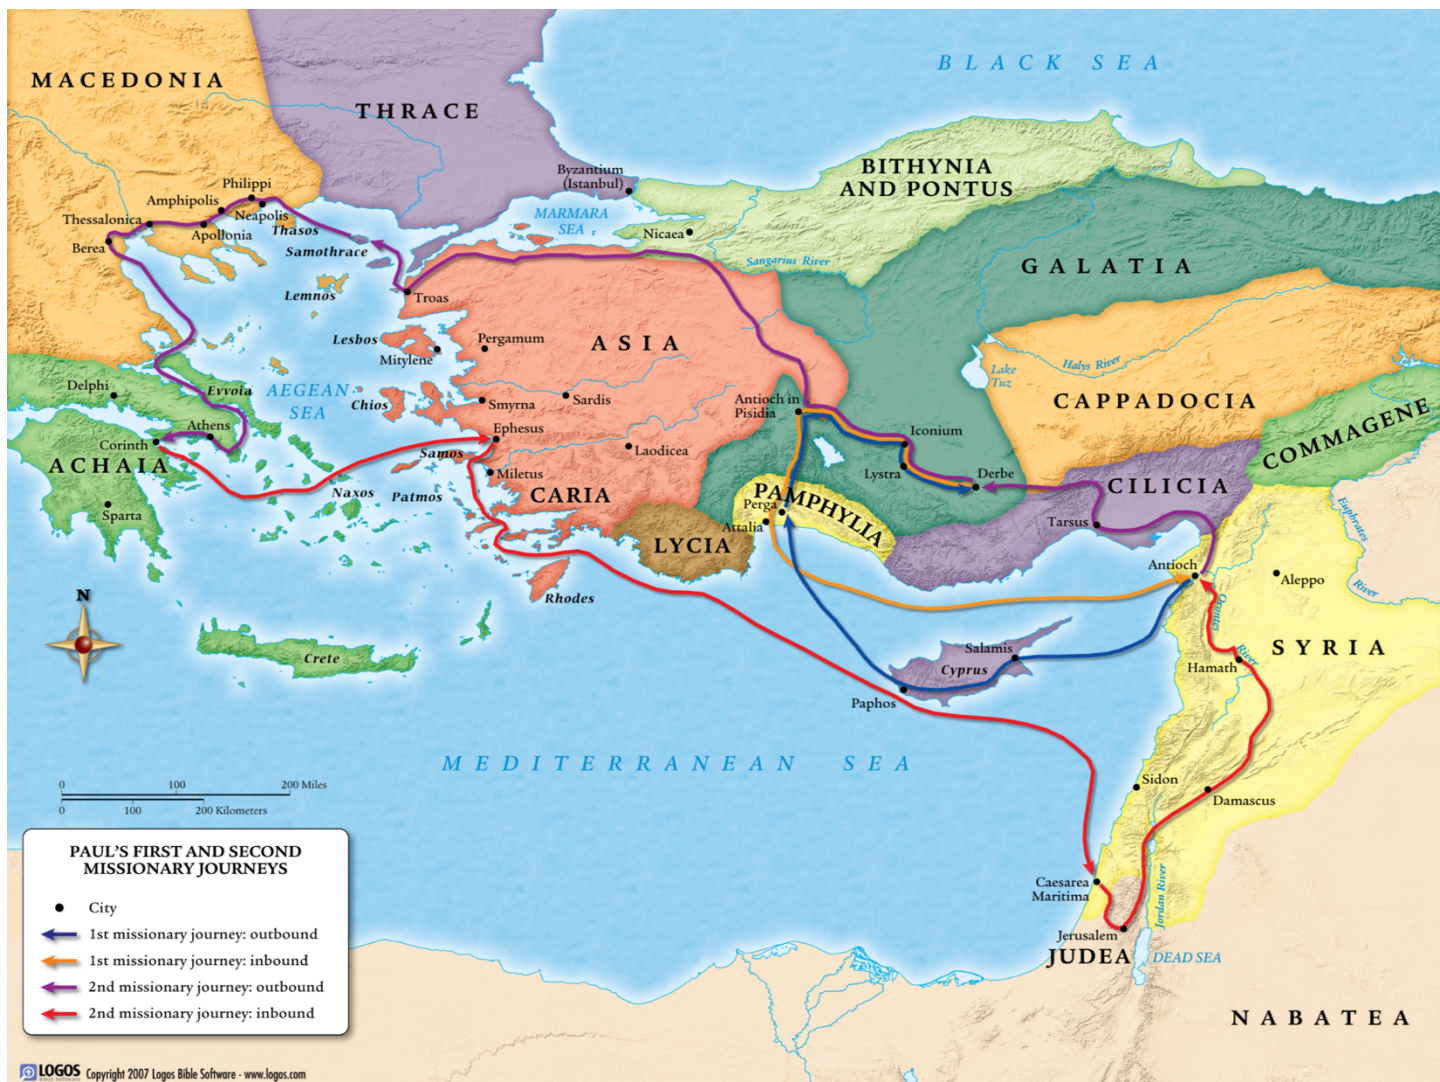 BLACK SEA
MACEDONIA
THRACE
BITHYNIA
AND PONTUS
Byzantium
(Istanbul)
Philippi
Amphipolis
Neapolis
Thessalonica
Apollonia
Thasos
Berea
Samothrace
MARMARA
SEA
Nicaea
Sangarius River
GALATIA
Lemnos
Troas
Lesbos
Mitylene
Pergamum
ASIA
Lake
Tuz
Halys River
Delphi
Evvoia
AEGEAN
SEA
Chios
Smyrna
Sardis
Antioch in
Pisidia
CAPPADOCIA
COMMAGENE
Athens
Corinth
ACHAIA
Ephesus
Samos
Laodicea
Iconium
Lystra
Derbe
Miletus
Naxos
Patmos
CARIA
PAMPHYLIA
Perga
Attalia
CILICIA
Tarsus
Euphrates
River
Sparta
LYCIA
Antioch
Aleppo
N
Rhodes
Orontes
River
Crete
Salamis
Cyprus
Hamath
SYRIA
Paphos
MEDITERRANEAN SEA
Sidon
Damascus
0 100 200 Miles
0 100 200 Kilometers
PAUL'S FIRST AND SECOND
MISSIONARY JOURNEYS
City
1st missionary journey: outbound
1st missionary journey: inbound
2nd missionary journey: outbound
2nd missionary journey: inbound
Caesarea
Maritima
Jordan River
Jerusalem
JUDEA
DEAD SEA
NABATEA
LOGOS
Bible Software
Copyright 2007 Logos Bible Software - www.logos.com